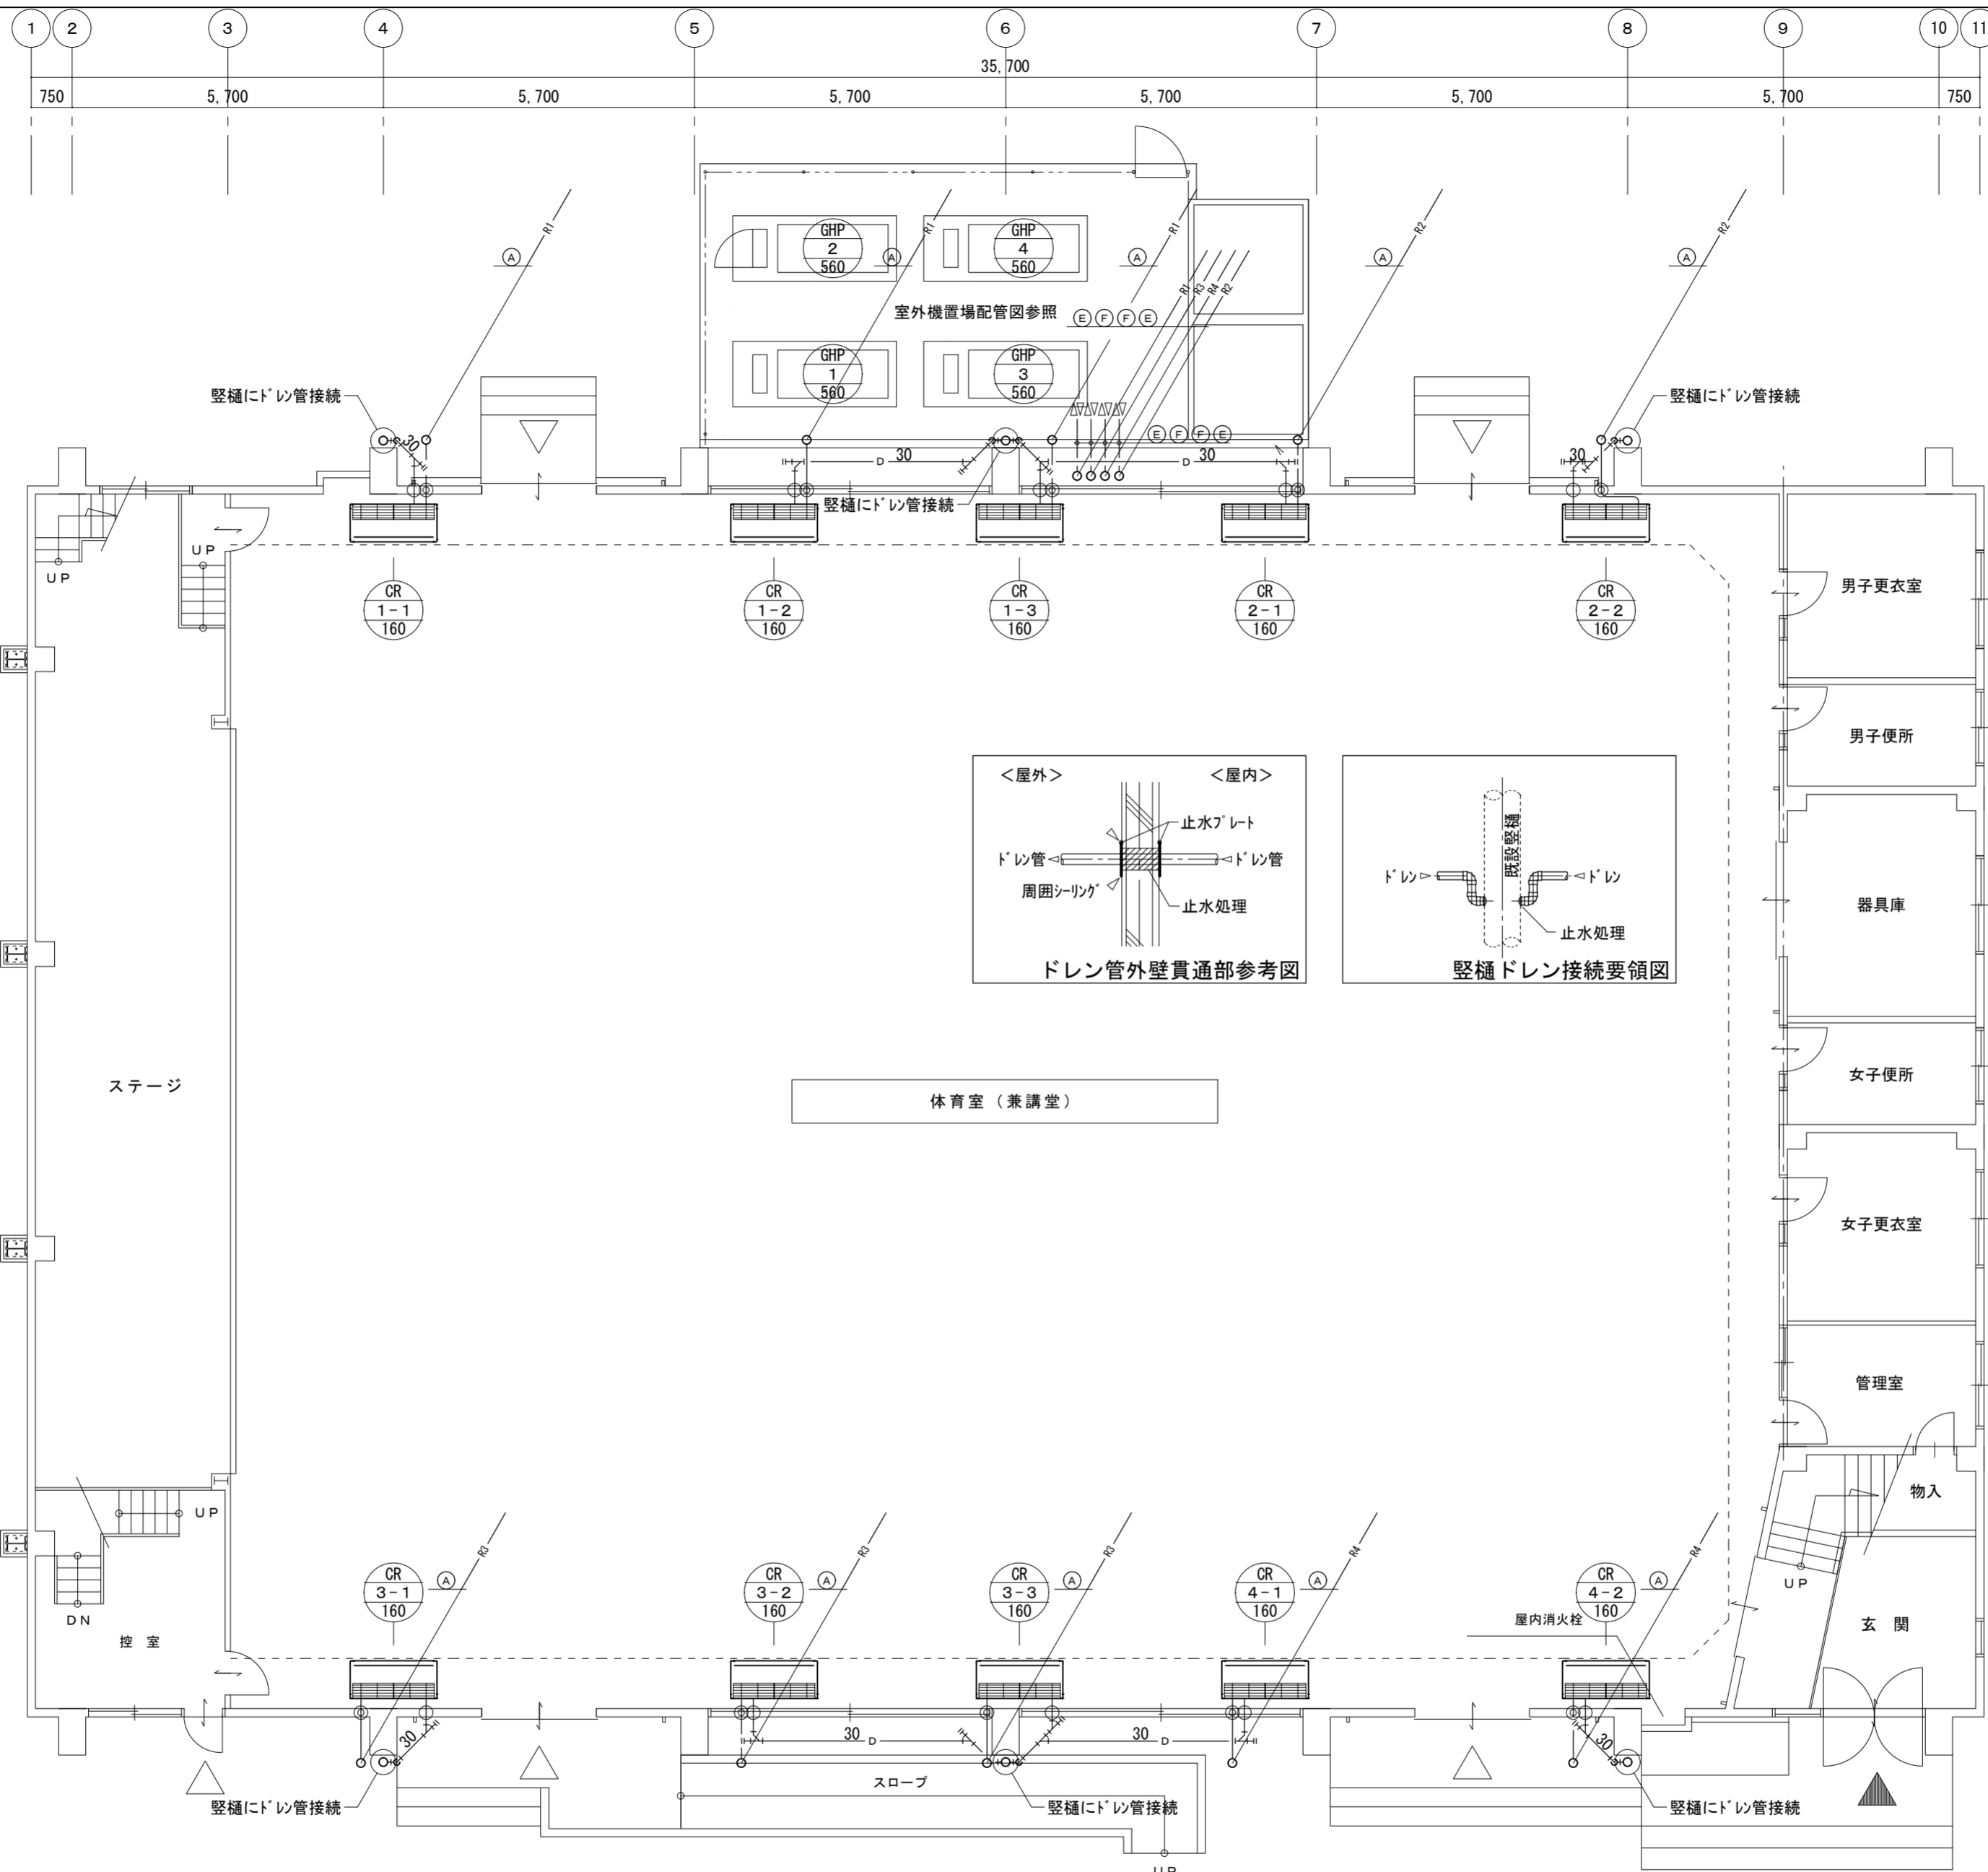 1 2 3 4 5 6 7 8 9 10 11
35,700
750 5,700 5,700 5,700 5,700 5,700 5,700 750
R1 R1 R1 R2 R2
A A A A A
GHP
2
560
GHP
4
560
R1 R3 R4 R2
室外機置場配管図参照
E F F E
GHP
1
560
GHP
3
560
竪樋にドレン管接続
竪樋にドレン管接続
30
D 30
D 30
30
E F F E
竪樋にドレン管接続
UP
UP
CR
1-1
160
CR
1-2
160
CR
1-3
160
CR
2-1
160
CR
2-2
160
男子更衣室
男子便所
<屋外> <屋内>
止水プレート
ドレン管
ドレン管
周囲シーリング
止水処理
ドレン管外壁貫通部参考図
既設竪樋
ドレン
ドレン
止水処理
竪樋ドレン接続要領図
器具庫
女子便所
ステージ
体育室(兼講堂)
女子更衣室
管理室
物入
UP
UP
R3 R3 R3 R4 R4
CR
3-1
160
A
CR
3-2
160
A
CR
3-3
160
A
CR
4-1
160
A
CR
4-2
160
A
DN
控室
屋内消火栓
玄関
30
30 D
30 D
30
スロープ
竪樋にドレン管接続
竪樋にドレン管接続
竪樋にドレン管接続
UP